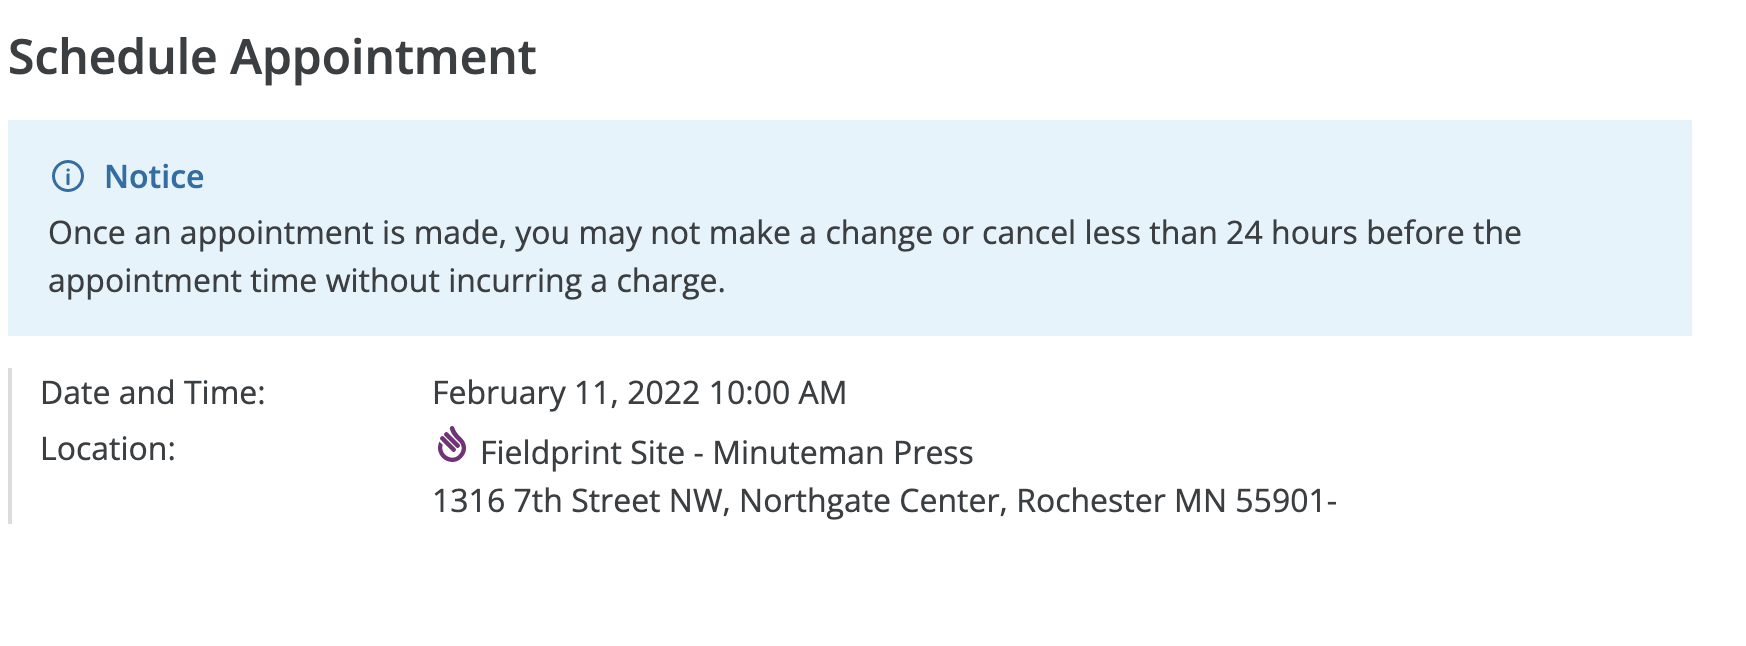 Schedule Appointment
Notice
Once an appointment is made, you may not make a change or cancel less than 24 hours before the
appointment time without incurring a charge.
Date and Time: February 11, 2022 10:00 AM
Location: Fieldprint Site - Minuteman Press
1316 7th Street NW, Northgate Center, Rochester MN 55901-